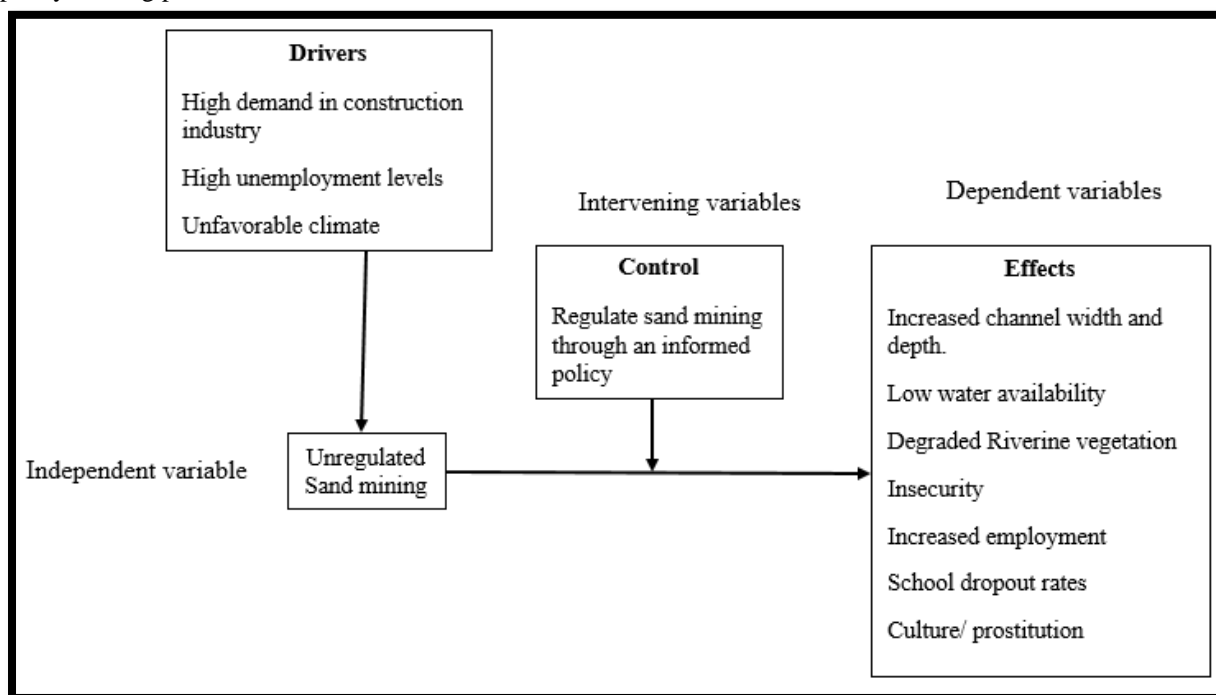 Drivers
High demand in construction
industry
High unemployment levels
Unfavorable climate
Intervening variables
Dependent variables
Control
Regulate sand mining
through an informed
policy
Effects
Increased channel width and
depth.
Low water availability
Degraded Riverine vegetation
Insecurity
Increased employment
School dropout rates
Culture/ prostitution
Independent variable
Unregulated
Sand mining